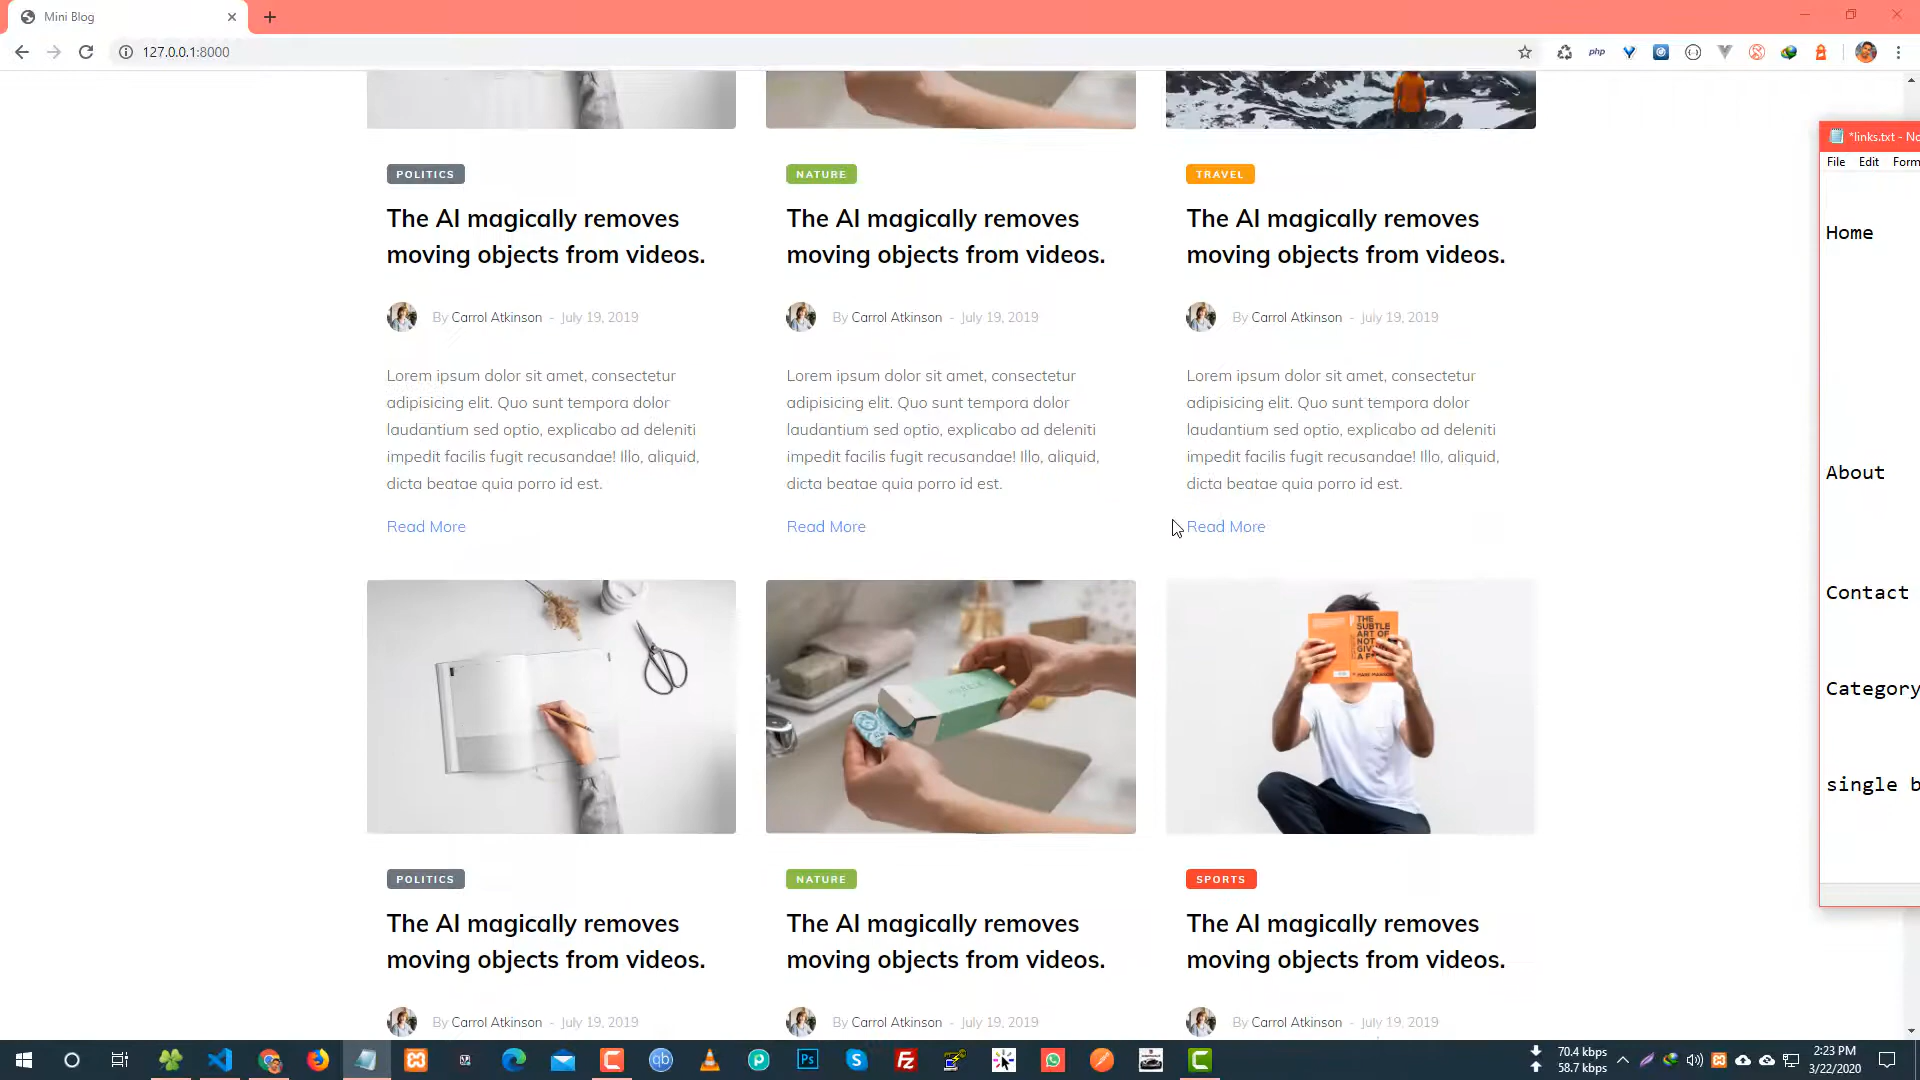 Mini Blog
127.0.0.1:8000
php
POLITICS
The AI magically removes
moving objects from videos.
By Carrol Atkinson - July 19, 2019
Lorem ipsum dolor sit amet, consectetur
adipisicing elit. Quo sunt tempora dolor
laudantium sed optio, explicabo ad deleniti
impedit facilis fugit recusandae! Illo, aliquid,
dicta beatae quia porro id est.
Read More
NATURE
The AI magically removes
moving objects from videos.
By Carrol Atkinson - July 19, 2019
Lorem ipsum dolor sit amet, consectetur
adipisicing elit. Quo sunt tempora dolor
laudantium sed optio, explicabo ad deleniti
impedit facilis fugit recusandae! Illo, aliquid,
dicta beatae quia porro id est.
Read More
TRAVEL
The AI magically removes
moving objects from videos.
By Carrol Atkinson - July 19, 2019
Lorem ipsum dolor sit amet, consectetur
adipisicing elit. Quo sunt tempora dolor
laudantium sed optio, explicabo ad deleniti
impedit facilis fugit recusandae! Illo, aliquid,
dicta beatae quia porro id est.
Read More
THE
SUBTLE
ART OF
POLITICS
The AI magically removes
moving objects from videos.
By Carrol Atkinson - July 19, 2019
NATURE
The AI magically removes
moving objects from videos.
By Carrol Atkinson - July 19, 2019
SPORTS
The AI magically removes
moving objects from videos.
By Carrol Atkinson - July 19, 2019
*links.txt - No
File Edit Form
Home
About
Contact
Category
single b
qb
Ps
70.4 kbps
58.7 kbps
2:23 PM
3/22/2020